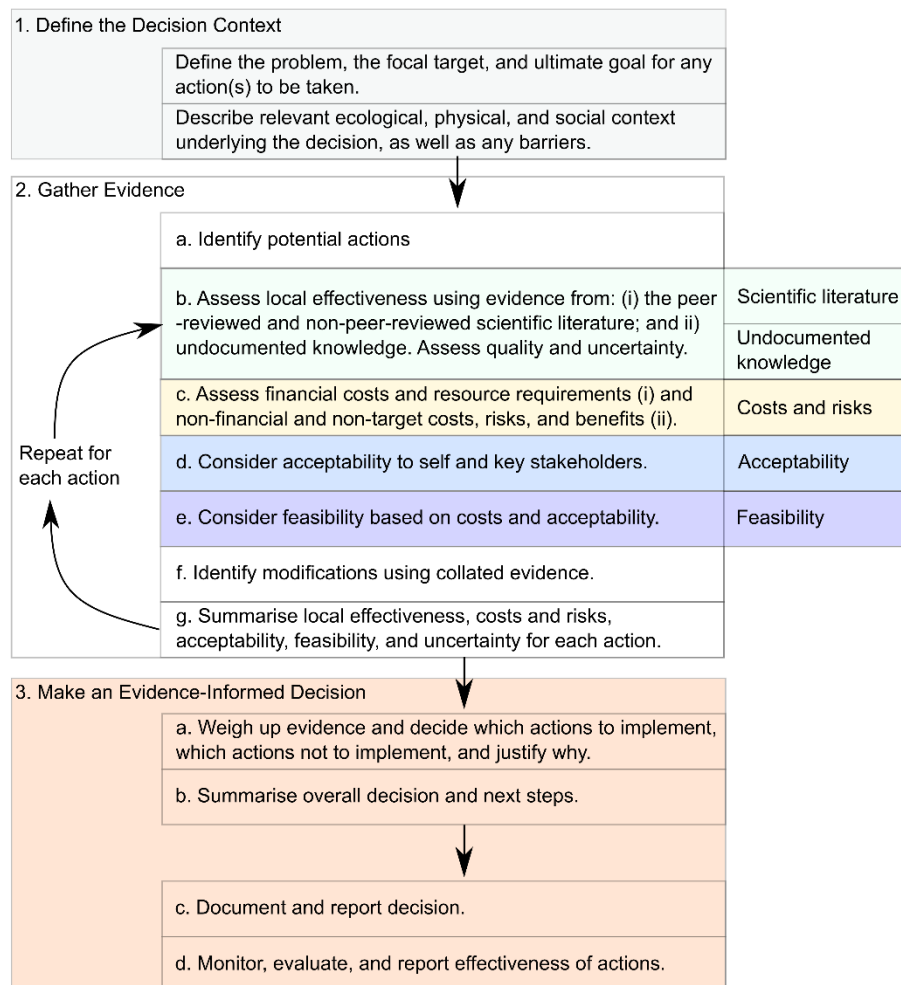 1. Define the Decision Context
Define the problem, the focal target, and ultimate goal for any
action(s) to be taken.
Describe relevant ecological, physical, and social context
underlying the decision, as well as any barriers.
2. Gather Evidence
a. Identify potential actions
b. Assess local effectiveness using evidence from: (i) the peer
-reviewed and non-peer-reviewed scientific literature; and ii)
undocumented knowledge. Assess quality and uncertainty.
Scientific literature
Undocumented
knowledge
c. Assess financial costs and resource requirements (i) and
non-financial and non-target costs, risks, and benefits (ii).
Costs and risks
Repeat for
each action
d. Consider acceptability to self and key stakeholders.
Acceptability
e. Consider feasibility based on costs and acceptability.
Feasibility
f. Identify modifications using collated evidence.
g. Summarise local effectiveness, costs and risks,
acceptability, feasibility, and uncertainty for each action.
3. Make an Evidence-Informed Decision
a. Weigh up evidence and decide which actions to implement,
which actions not to implement, and justify why.
b. Summarise overall decision and next steps.
c. Document and report decision.
d. Monitor, evaluate, and report effectiveness of actions.